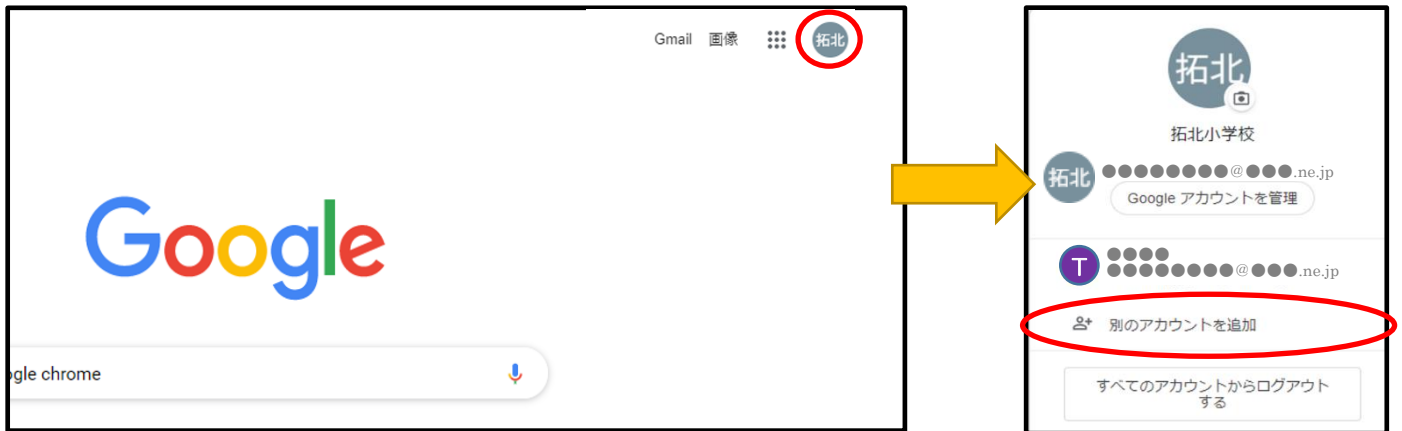 Gmail 画像 拓北
Google
gle chrome
拓北
拓北小学校
拓北
●●●●●●●●@●●●.ne.jp
Google アカウントを管理
T
●●●●
●●●●●●●●@●●●.ne.jp
別のアカウントを追加
すべてのアカウントからログアウト
する